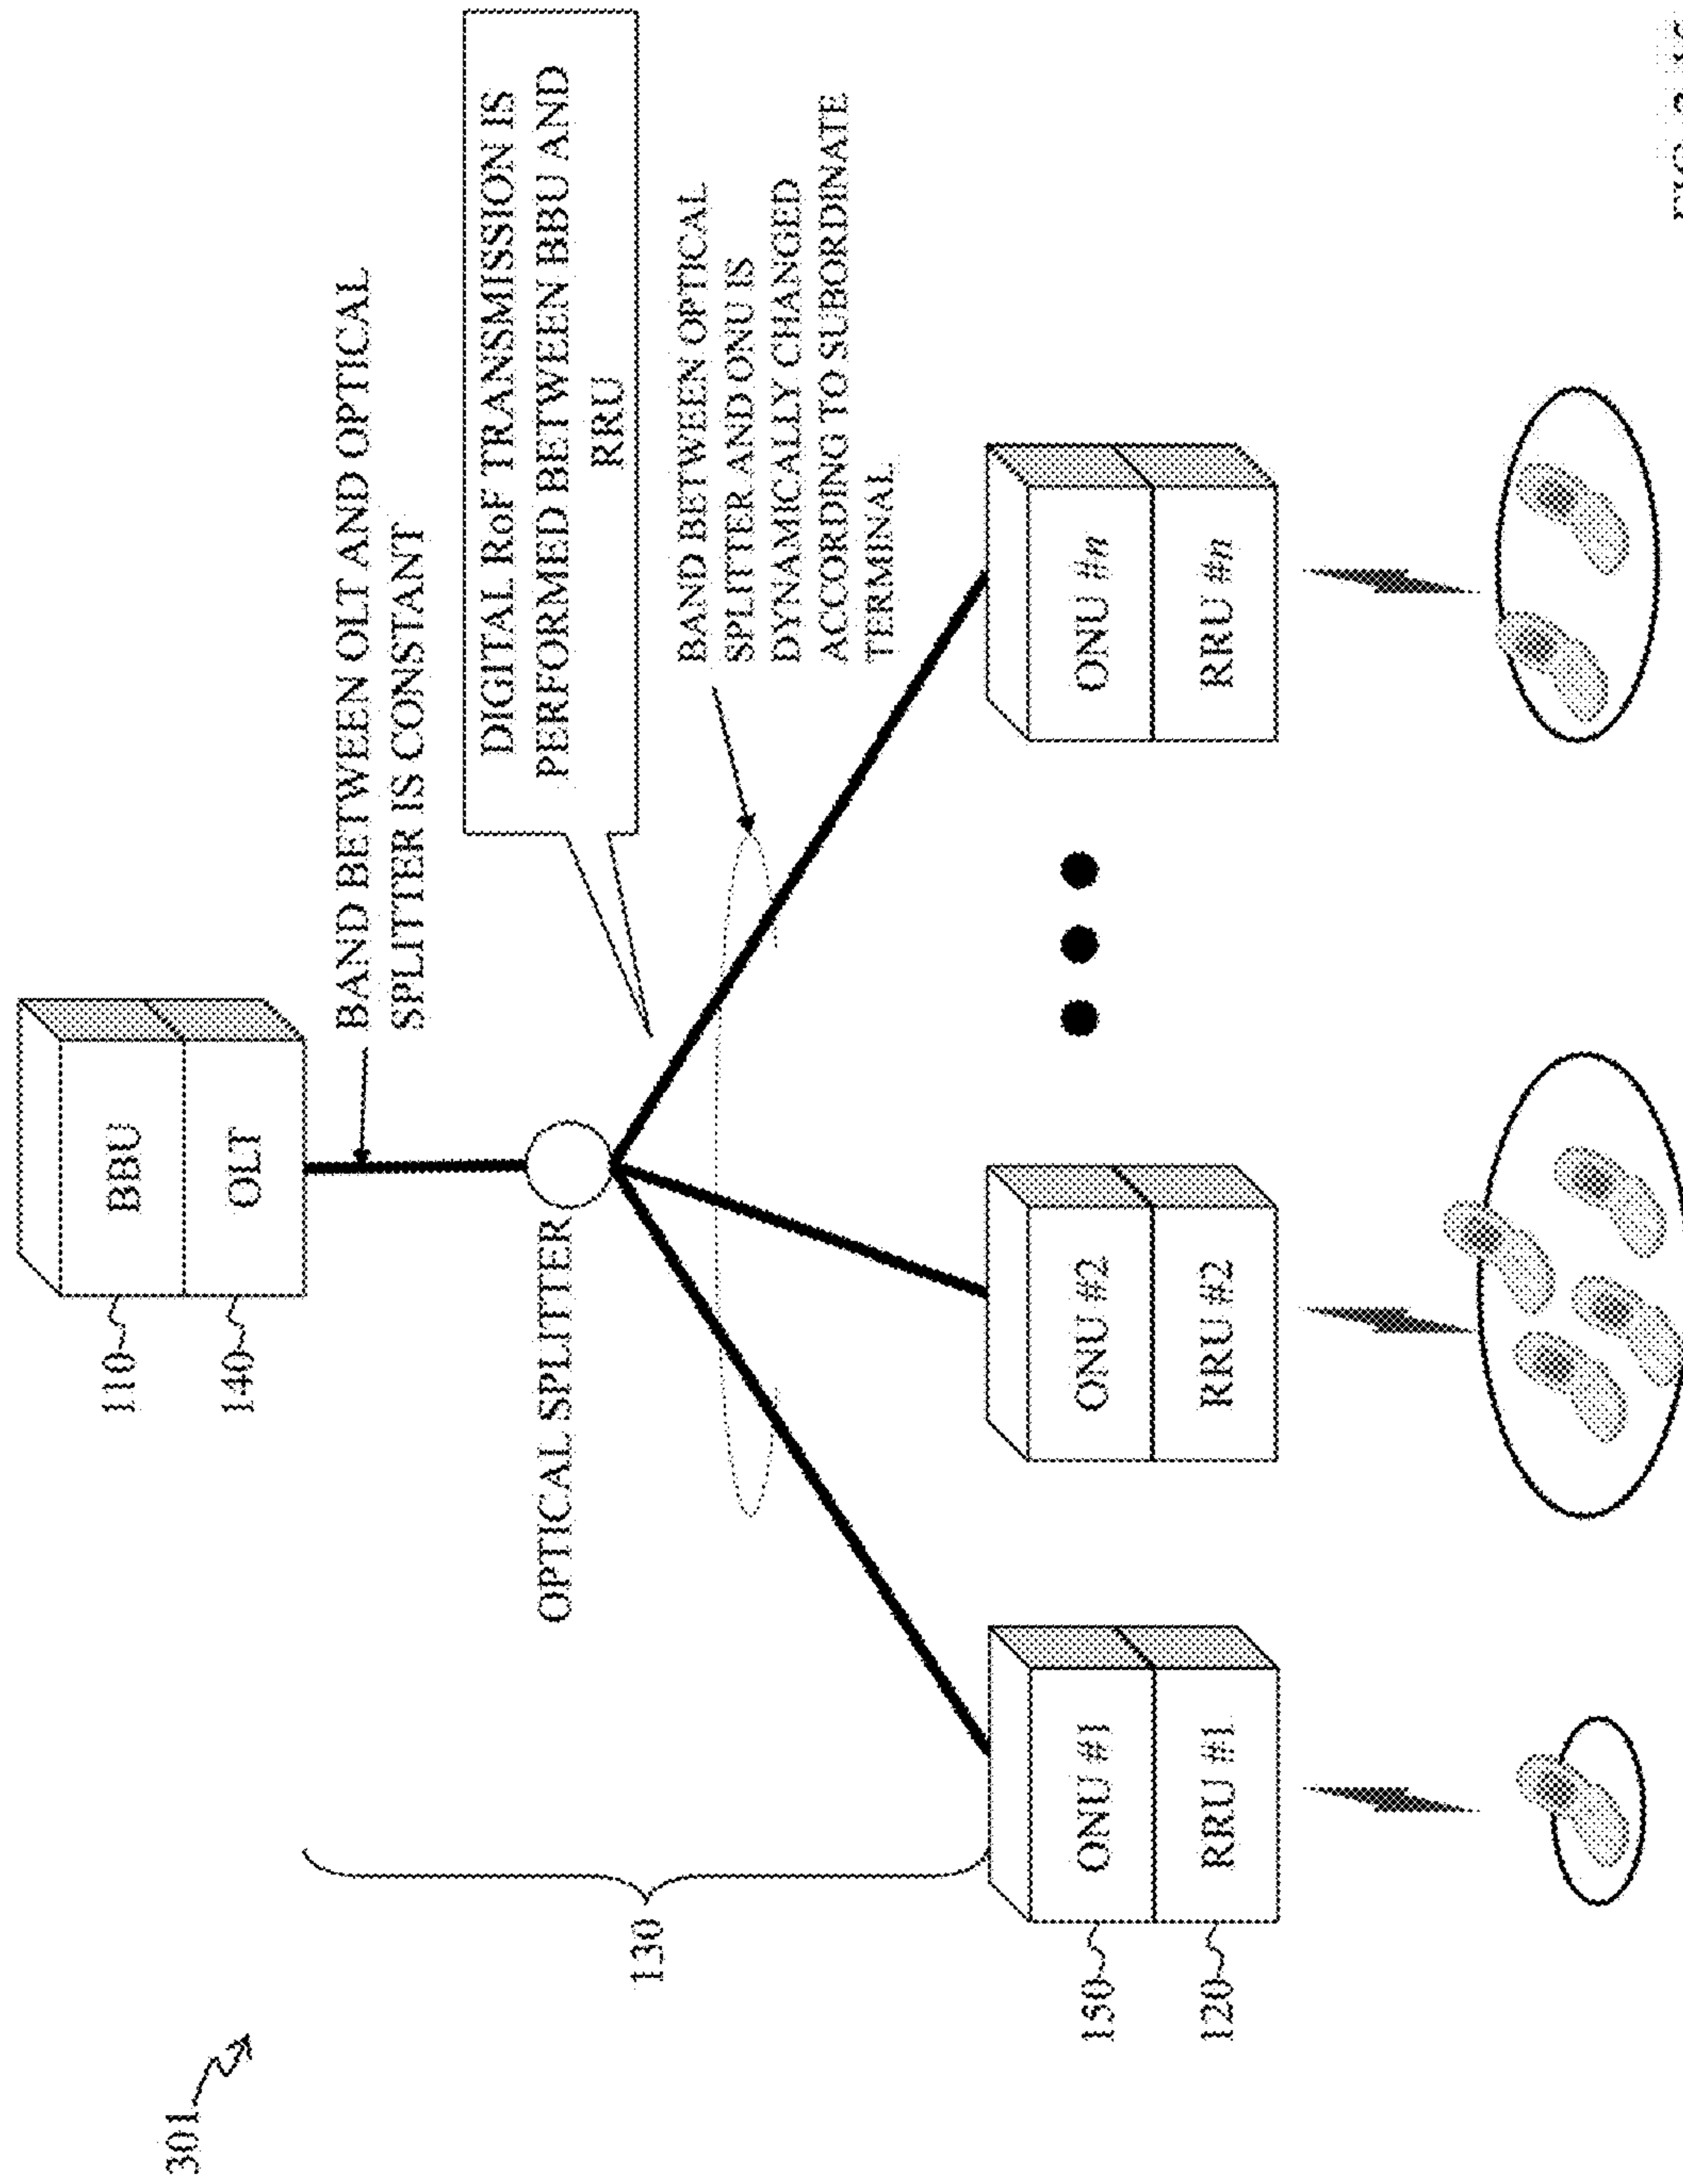 301
110
BBU
140
OLT
BAND BETWEEN OLT AND OPTICAL
SPLITTER IS CONSTANT
OPTICAL SPLITTER
DIGITAL RoF TRANSMISSION IS
PERFORMED BETWEEN BBU AND
RRU
130
BAND BETWEEN OPTICAL
SPLITTER AND ONU IS
DYNAMICALLY CHANGED
ACCORDING TO SUBORDINATE
TERMINAL
150
ONU #1
ONU #2
ONU #n
120
RRU #1
RRU #2
RRU #n